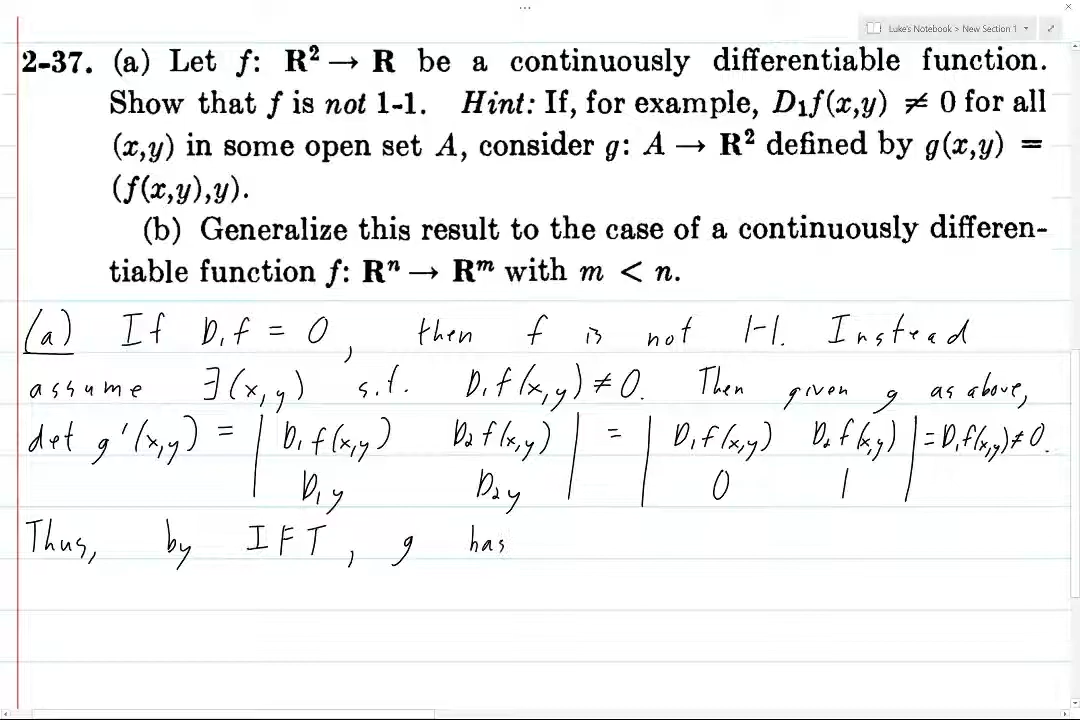 Luke's Notebook > New Section 1
2-37. (a) Let f: R² → R be a continuously differentiable function.
Show that f is not 1-1. Hint: If, for example, D₁f(x,y) ≠ 0 for all
(x,y) in some open set A, consider g: A → R² defined by g(x,y) =
(f(x,y),y).
(b) Generalize this result to the case of a continuously differen-
tiable function f: Rⁿ → Rᵐ with m < n.
(a) If D₁f = 0, then f is not 1-1. Instead
assume ∃(x,y) s.t. D₁f(x,y) ≠ 0. Then given g as above,
det g'(x,y) = | D₁f(x,y) D₂f(x,y) | = | D₁f(x,y) D₂f(x,y) | = D₁f(x,y) ≠ 0.
D₁y D₂y 0 1
Thus, by IFT, g has